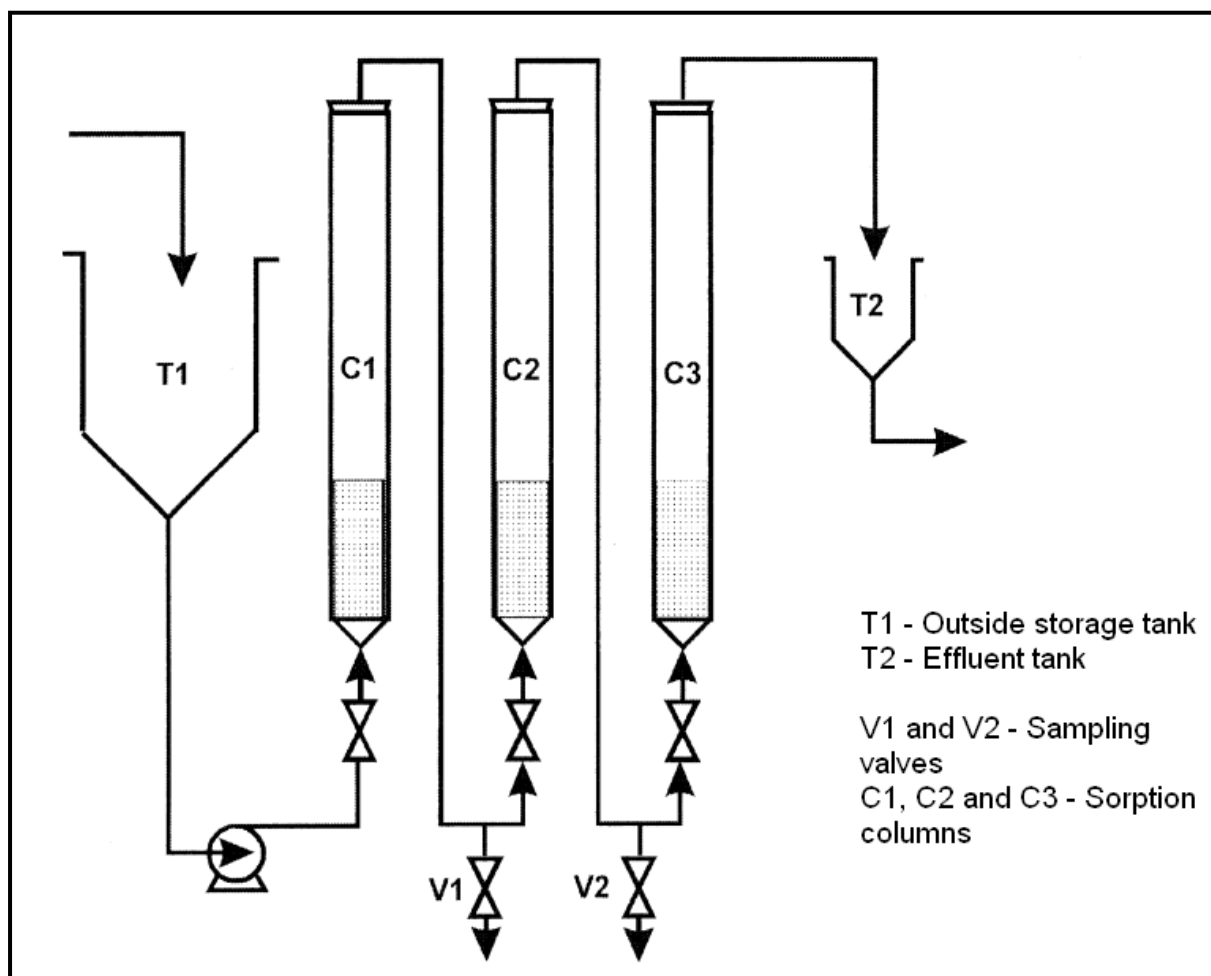 T1
C1
C2
C3
T2
V1
V2
T1 - Outside storage tank
T2 - Effluent tank
V1 and V2 - Sampling
valves
C1, C2 and C3 - Sorption
columns